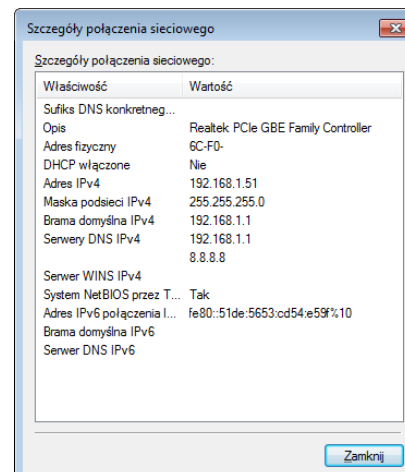 Szczegóły połączenia sieciowego
Szczegóły połączenia sieciowego:
Właściwość Wartość
Sufiks DNS konkretneg...
Opis Realtek PCIe GBE Family Controller
Adres fizyczny 6C-F0-
DHCP włączone Nie
Adres IPv4 192.168.1.51
Maska podsieci IPv4 255.255.255.0
Brama domyślna IPv4 192.168.1.1
Serwery DNS IPv4 192.168.1.1
8.8.8.8
Serwer WINS IPv4
System NetBIOS przez T... Tak
Adres IPv6 połączenia l... fe80::51de:5653:cd54:e59f%10
Brama domyślna IPv6
Serwer DNS IPv6
Zamknij